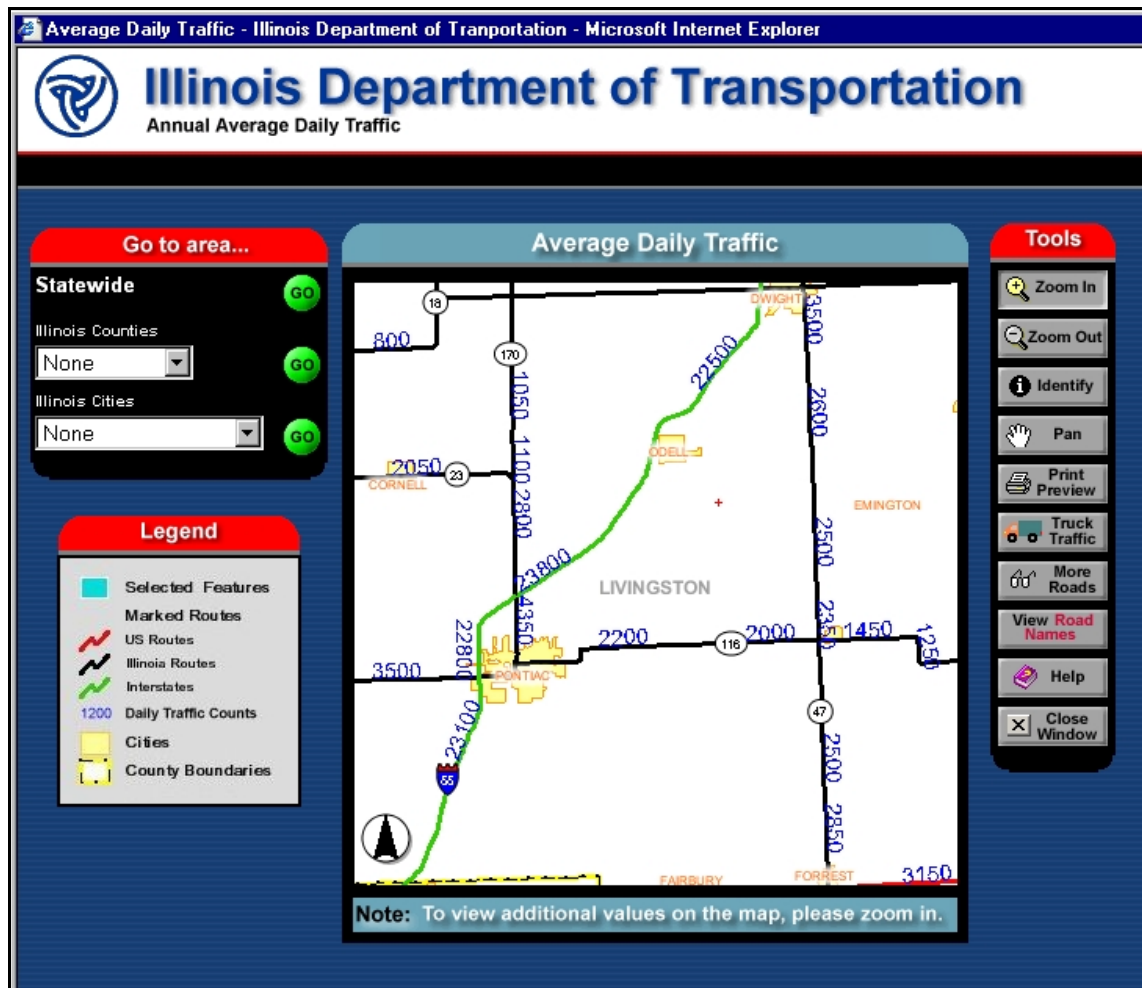 Average Daily Traffic - Illinois Department of Tranportation - Microsoft Internet Explorer
Illinois Department of Transportation
Annual Average Daily Traffic
Go to area...
Statewide
GO
Illinois Counties
None
GO
Illinois Cities
None
GO
Legend
Selected Features
Marked Routes
US Routes
Illinoia Routes
Interstates
1200 Daily Traffic Counts
Cities
County Boundaries
Average Daily Traffic
DWIGHT
18
3500
800
170
22500
1050
2600
ODELL
1100
2050
23
CORNELL
2800
EMINGTON
2500
23800
LIVINGSTON
4350
22800
2200
116
2000
2350
1450
1250
3500
PONTIAC
47
23100
55
2500
2850
FAIRBURY
FORREST
3150
Note: To view additional values on the map, please zoom in.
Tools
Zoom In
Zoom Out
Identify
Pan
Print
Preview
Truck
Traffic
More
Roads
View Road
Names
Help
Close
Window